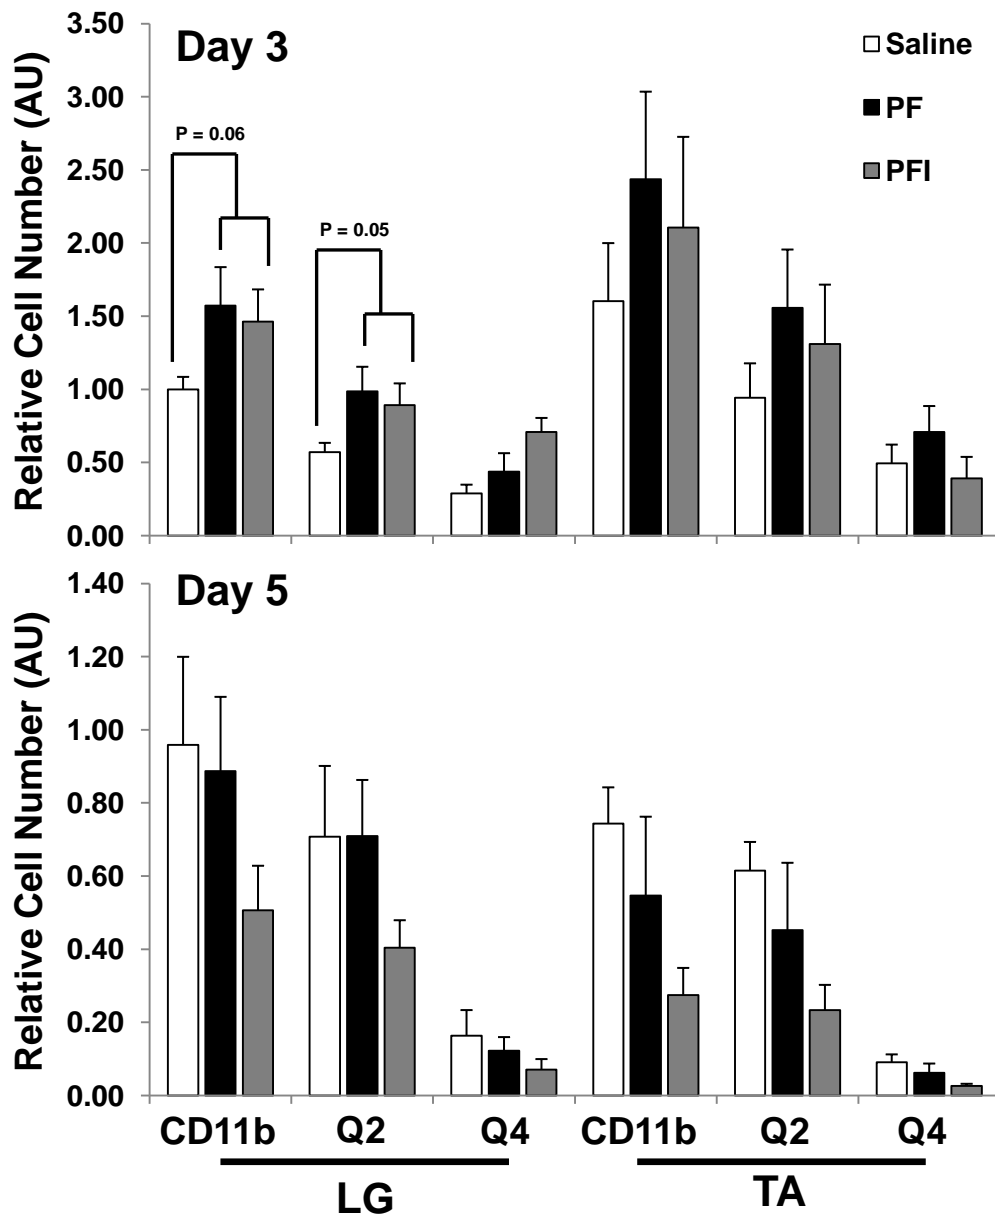 Relative Cell Number (AU)
3.50
3.00
2.50
2.00
1.50
1.00
0.50
0.00
Day 3
P = 0.06
P = 0.05
Saline
PF
PFI
Relative Cell Number (AU)
1.40
1.20
1.00
0.80
0.60
0.40
0.20
0.00
Day 5
CD11b Q2 Q4 CD11b Q2 Q4
LG TA